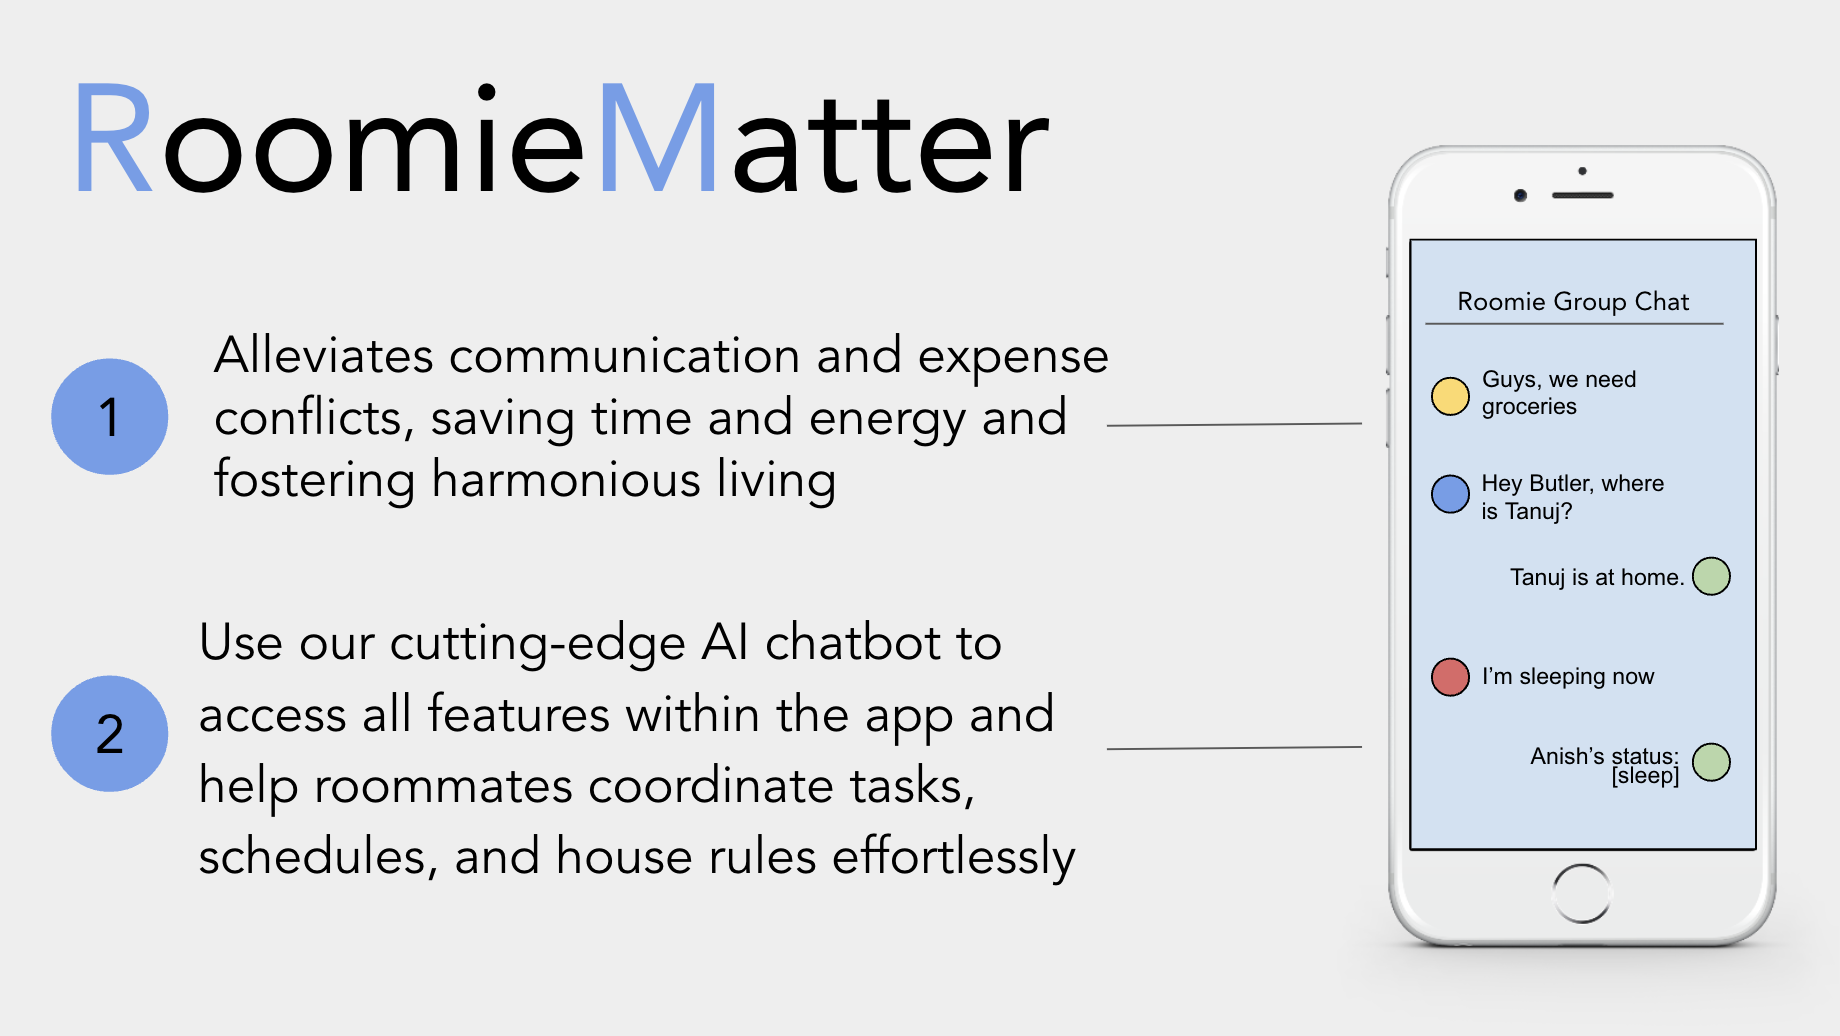 RoomieMatter
1
Alleviates communication and expense
conflicts, saving time and energy and
fostering harmonious living
2
Use our cutting-edge AI chatbot to
access all features within the app and
help roommates coordinate tasks,
schedules, and house rules effortlessly
Roomie Group Chat
Guys, we need
groceries
Hey Butler, where
is Tanuj?
Tanuj is at home.
I'm sleeping now
Anish's status:
[sleep]